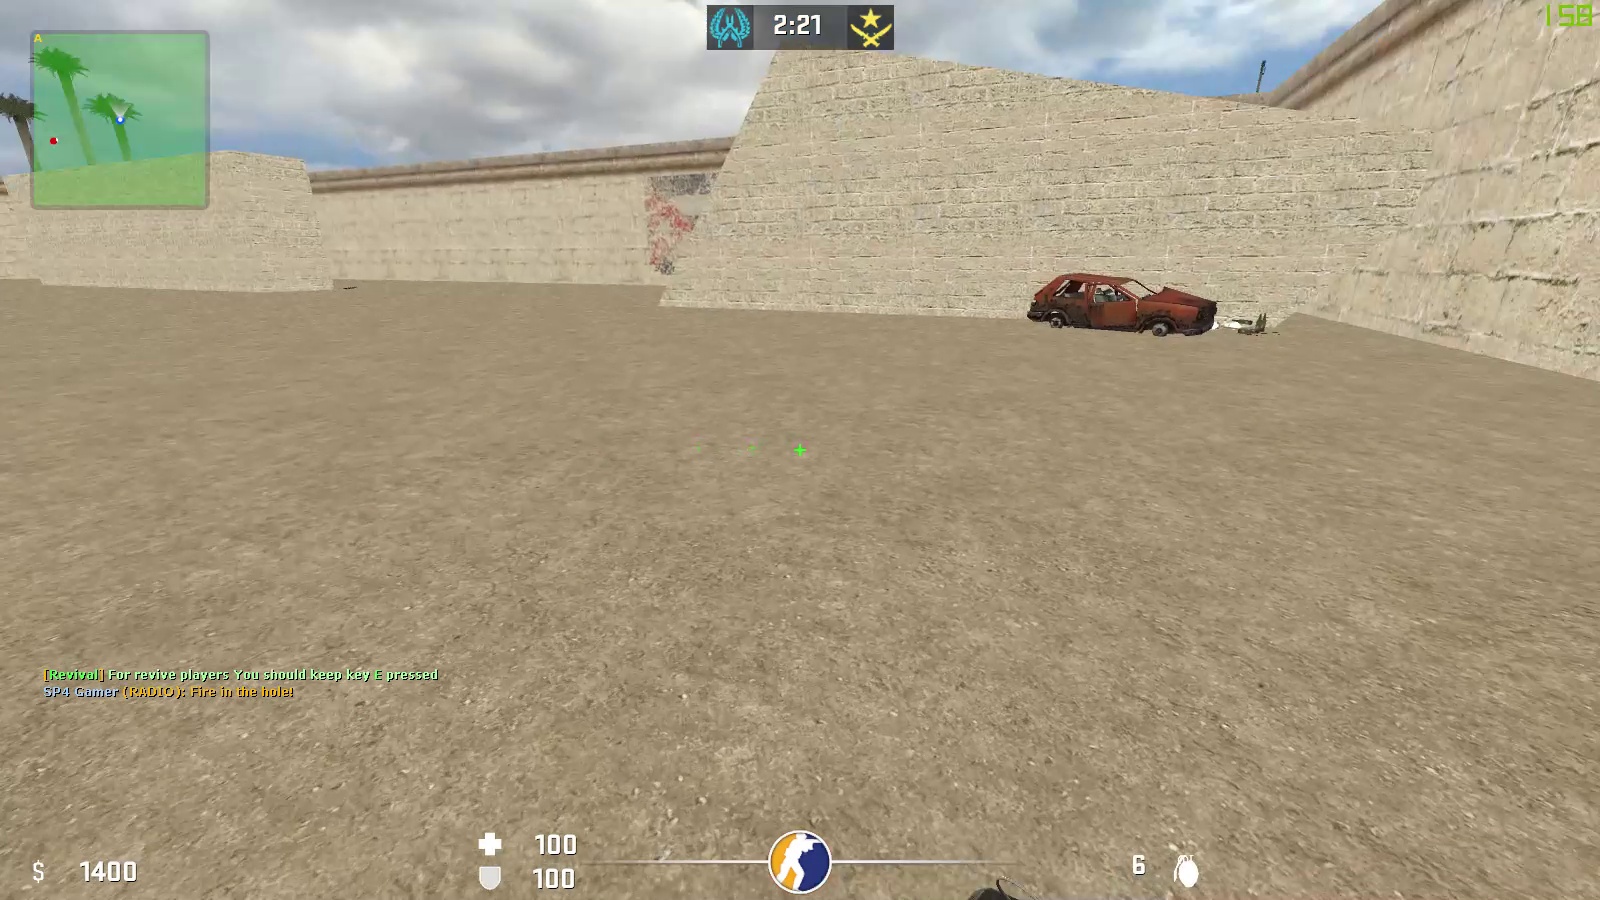 2:21
158
A
[Revival] For revive players You should keep key E pressed
SP4 Gamer (RADIO): Fire in the hole!
$ 1400
100
100
6